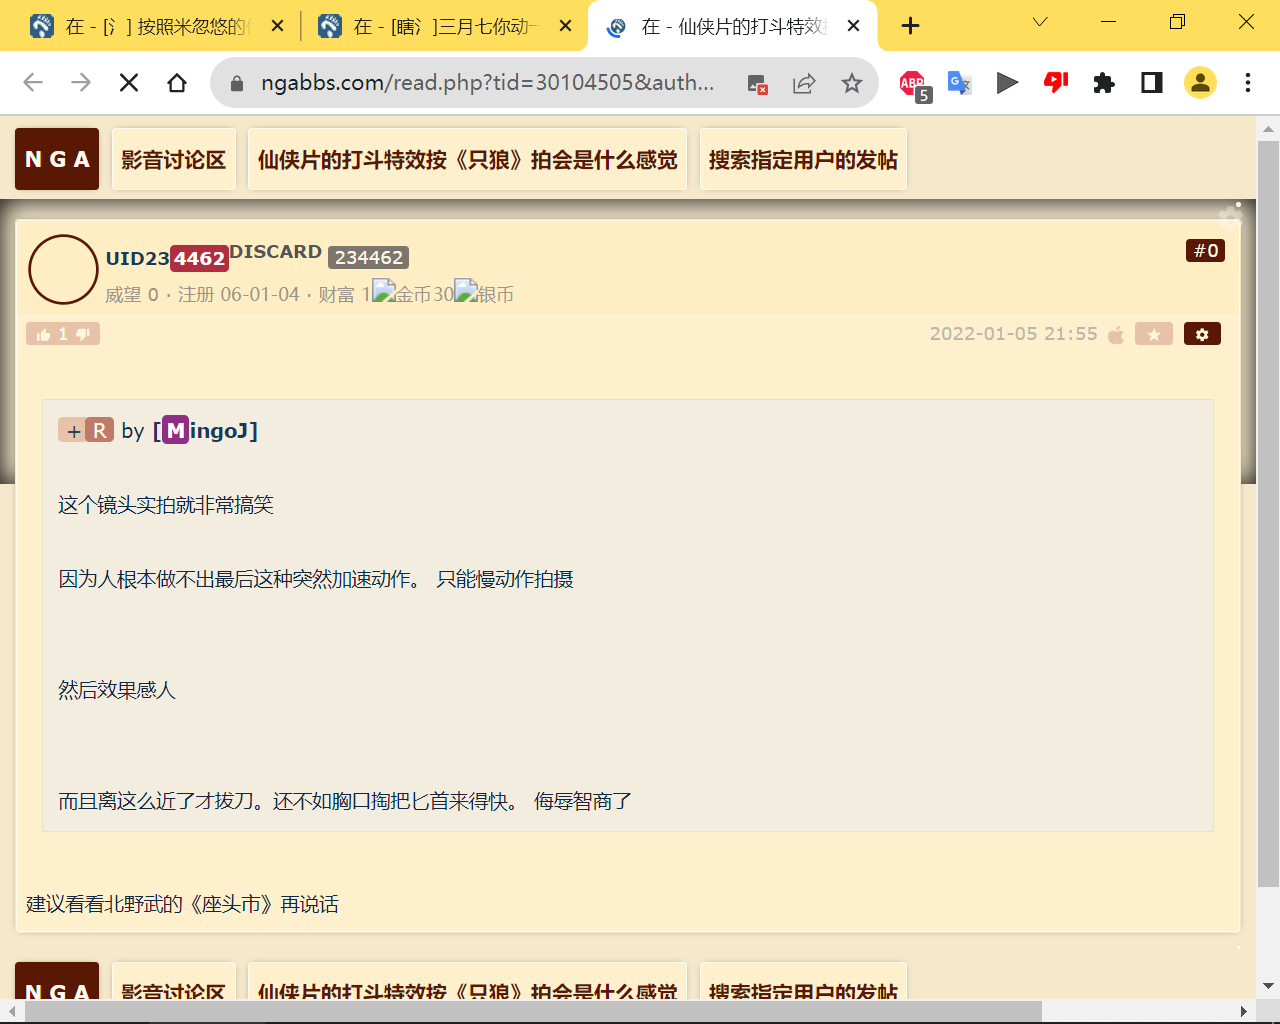 在 - [氵] 按照米忽悠的
在 - [瞎氵]三月七你动一
在 - 仙侠片的打斗特效
ngabbs.com/read.php?tid=30104505&auth...
ABP
5
G
NGA
影音讨论区
仙侠片的打斗特效按《只狼》拍会是什么感觉
搜索指定用户的发帖
UID234462 DISCARD 234462
#0
威望 0 · 注册 06-01-04 · 财富 1金币30银币
1
2022-01-05 21:55
+ R by [MingoJ]
这个镜头实拍就非常搞笑
因为人根本做不出最后这种突然加速动作。 只能慢动作拍摄
然后效果感人
而且离这么近了才拔刀。还不如胸口掏把匕首来得快。 侮辱智商了
建议看看北野武的《座头市》再说话
NGA
影音讨论区
仙侠片的打斗特效按《只狼》拍会是什么感觉
搜索指定用户的发帖